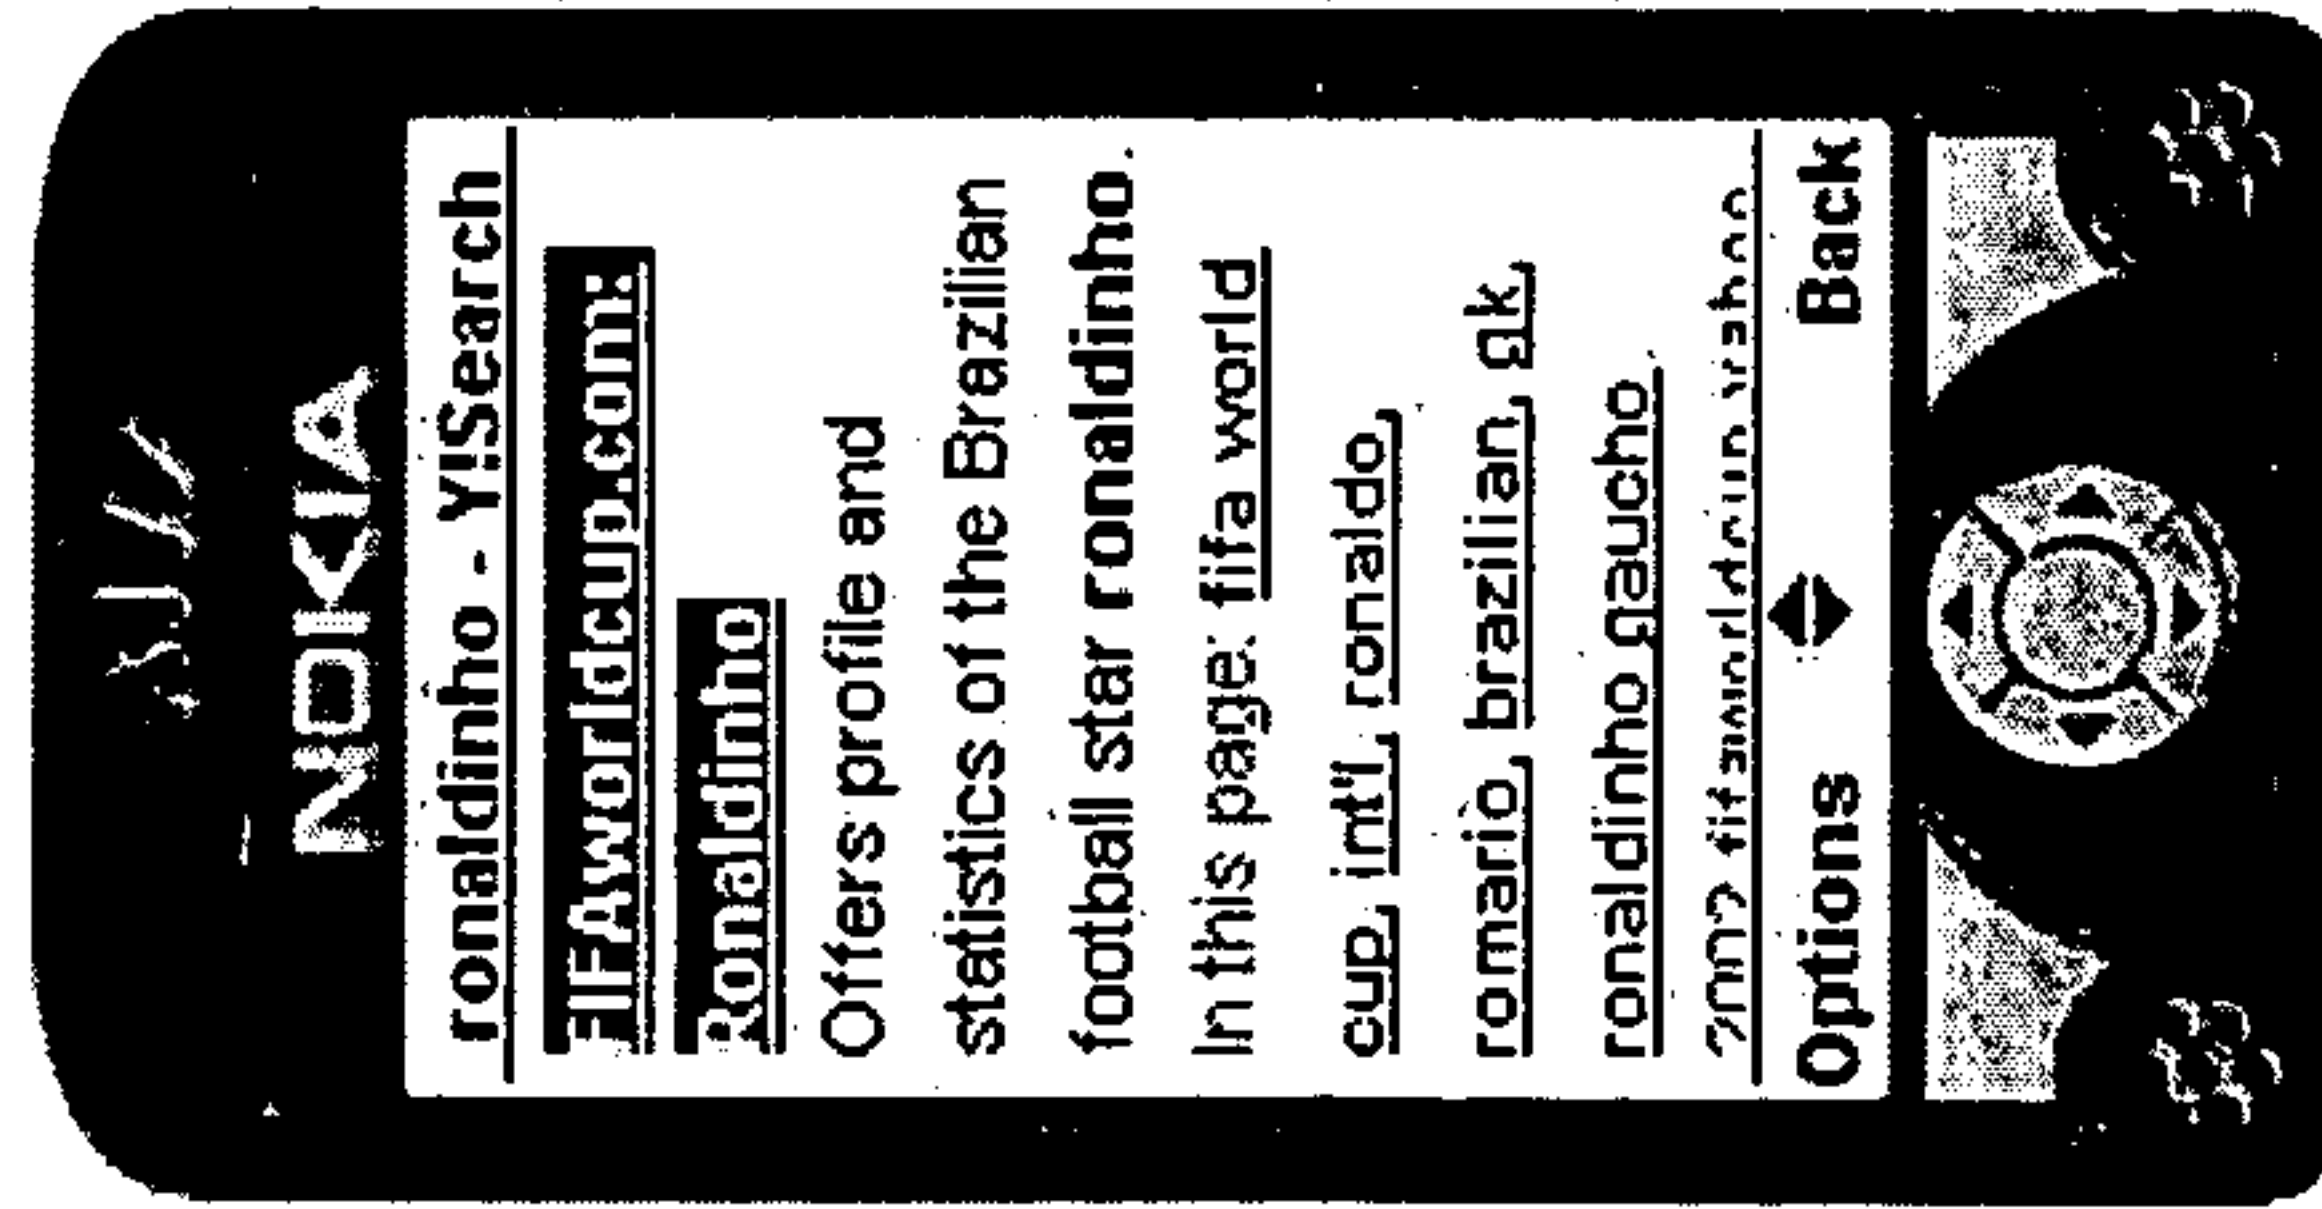 NOKIA
ronaldinho - Y!Search
FIFAworldcup.com:
Ronaldinho
Offers profile and
statistics of the Brazilian
football star ronaldinho.
In this page: fifa world
cup, int'l, ronaldo,
romario, brazilian, gk,
ronaldinho gaucho
Options Back